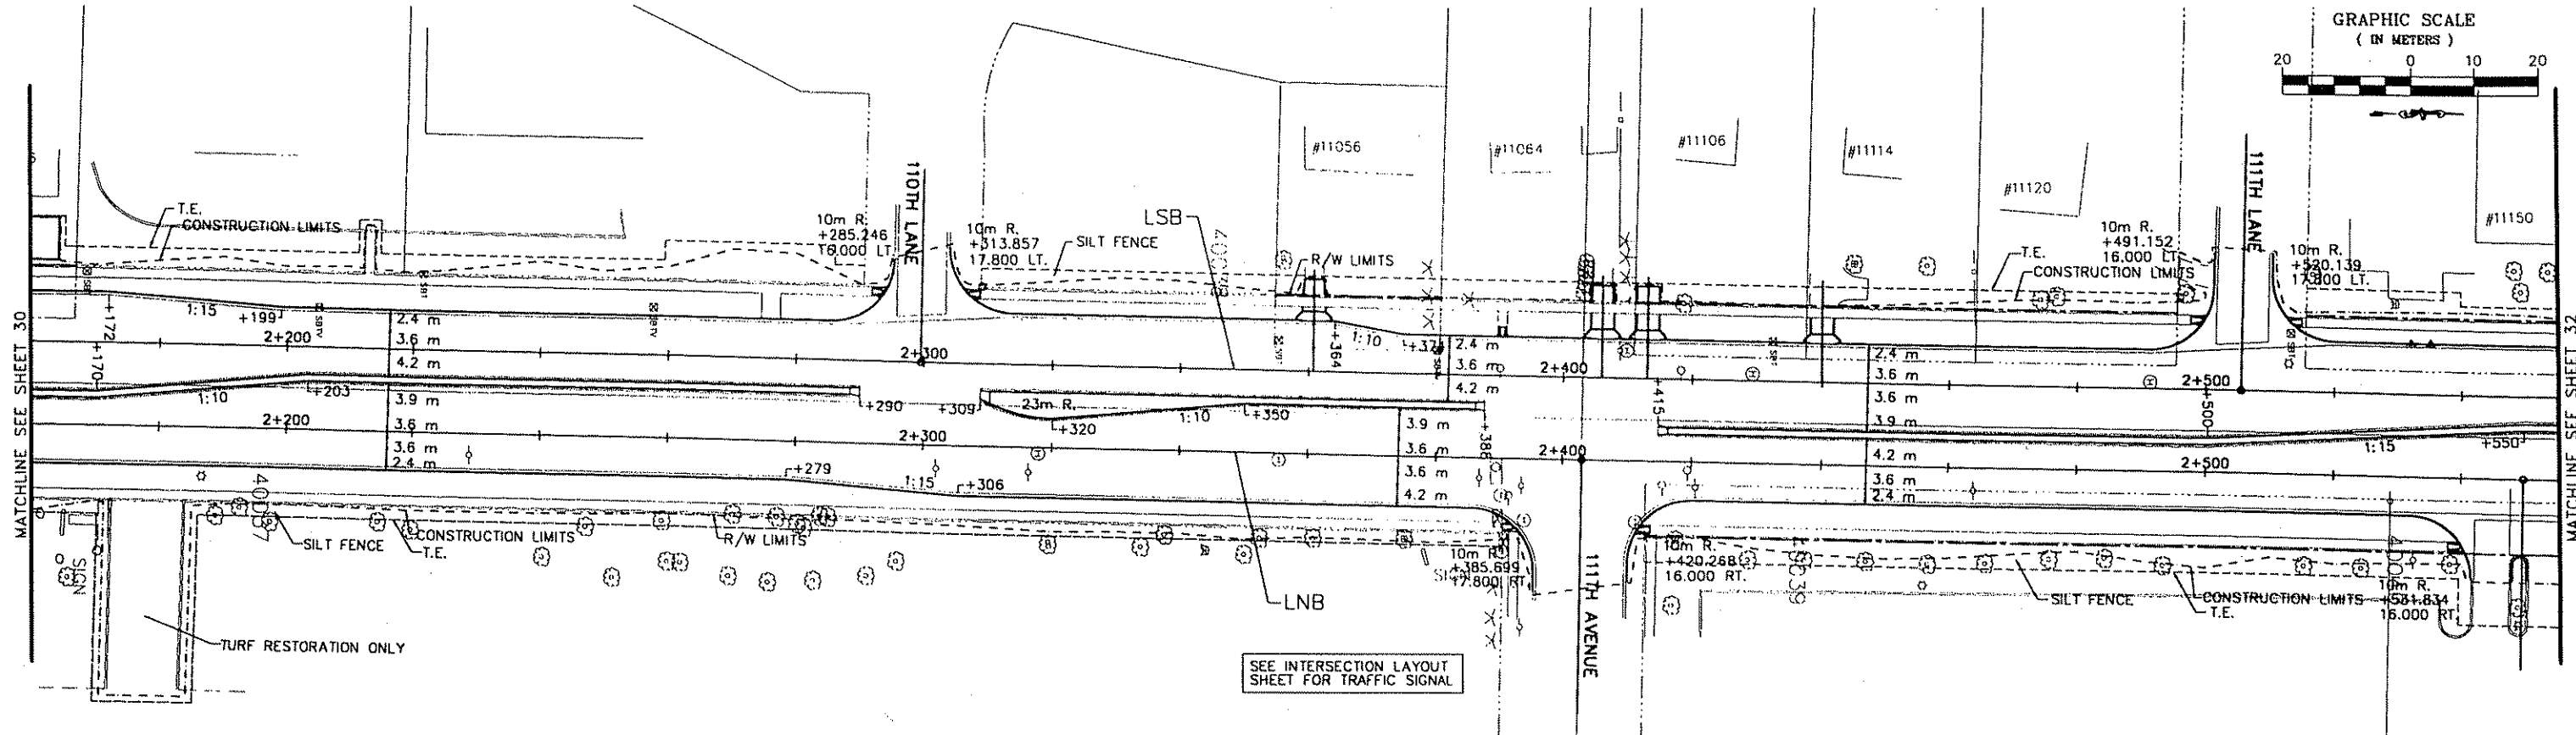 GRAPHIC SCALE
( IN METERS )
20 0 10 20
MATCHLINE SEE SHEET 30
MATCHLINE SEE SHEET 32
T.E.
CONSTRUCTION LIMITS
10m R.
+285.246
16.000 LT.
110TH LANE
10m R.
+313.857
17.800 LT.
SILT FENCE
LSB
R/W LIMITS
#11056
#11064
#11106
#11114
#11120
#11150
T.E.
CONSTRUCTION LIMITS
10m R.
+491.152
16.000 LT.
111TH LANE
10m R.
+520.139
17.800 LT.
+172
1:15
+199
2.4 m
3.6 m
4.2 m
2+200
2+300
+364
1:10
2.4 m
3.6 m
4.2 m
2+400
2.4 m
3.6 m
3.6 m
3.9 m
2+500
+500
+170
1:10
+203
3.9 m
3.6 m
3.6 m
2.4 m
2+200
+290
+309
23m R.
+320
1:10
+350
2+300
3.9 m
3.6 m
3.6 m
4.2 m
+388
2+400
+415
4.2 m
3.6 m
2.4 m
2+500
1:15
+550
+279
1:15
+306
SIGN
SILT FENCE
CONSTRUCTION LIMITS
T.E.
R/W LIMITS
TURF RESTORATION ONLY
LNB
10m R.
+385.699
17.800 RT.
111TH AVENUE
10m R.
+420.268
16.000 RT.
SILT FENCE
CONSTRUCTION LIMITS
T.E.
10m R.
+531.834
16.000 RT.
SEE INTERSECTION LAYOUT
SHEET FOR TRAFFIC SIGNAL